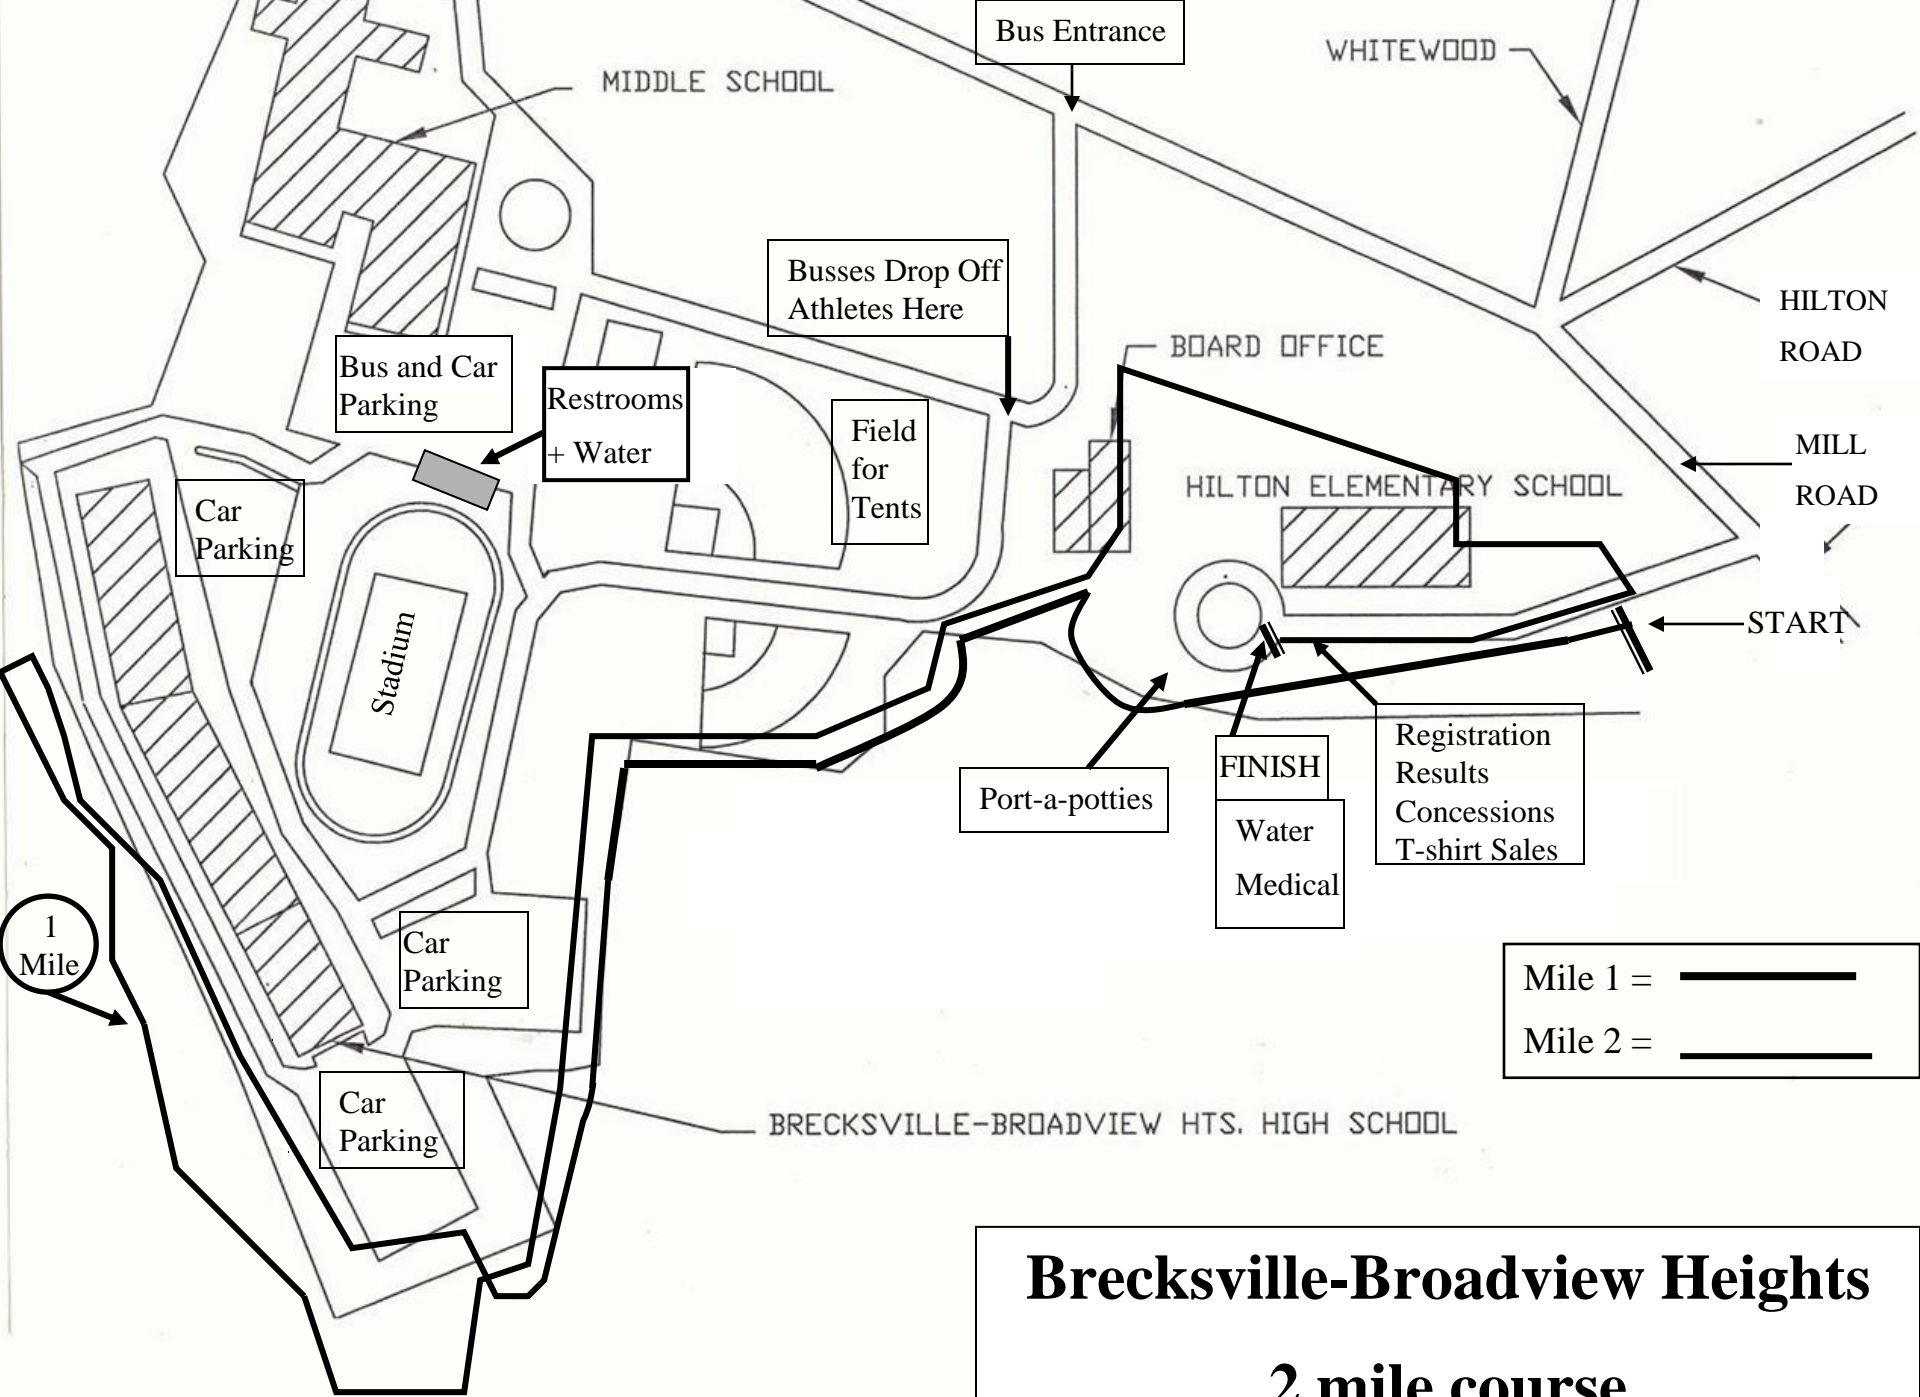 Bus Entrance
WHITEWOOD
MIDDLE SCHOOL
Busses Drop Off
Athletes Here
HILTON
ROAD
BOARD OFFICE
Bus and Car
Parking
Restrooms
+ Water
Field
for
Tents
MILL
ROAD
HILTON ELEMENTARY SCHOOL
Car
Parking
START
Stadium
Registration
Results
Concessions
T-shirt Sales
FINISH
Port-a-potties
Water
Medical
1
Mile
Car
Parking
Mile 1 =
Mile 2 =
Car
Parking
BRECKSVILLE-BROADVIEW HTS. HIGH SCHOOL
Brecksville-Broadview Heights
2 mile course